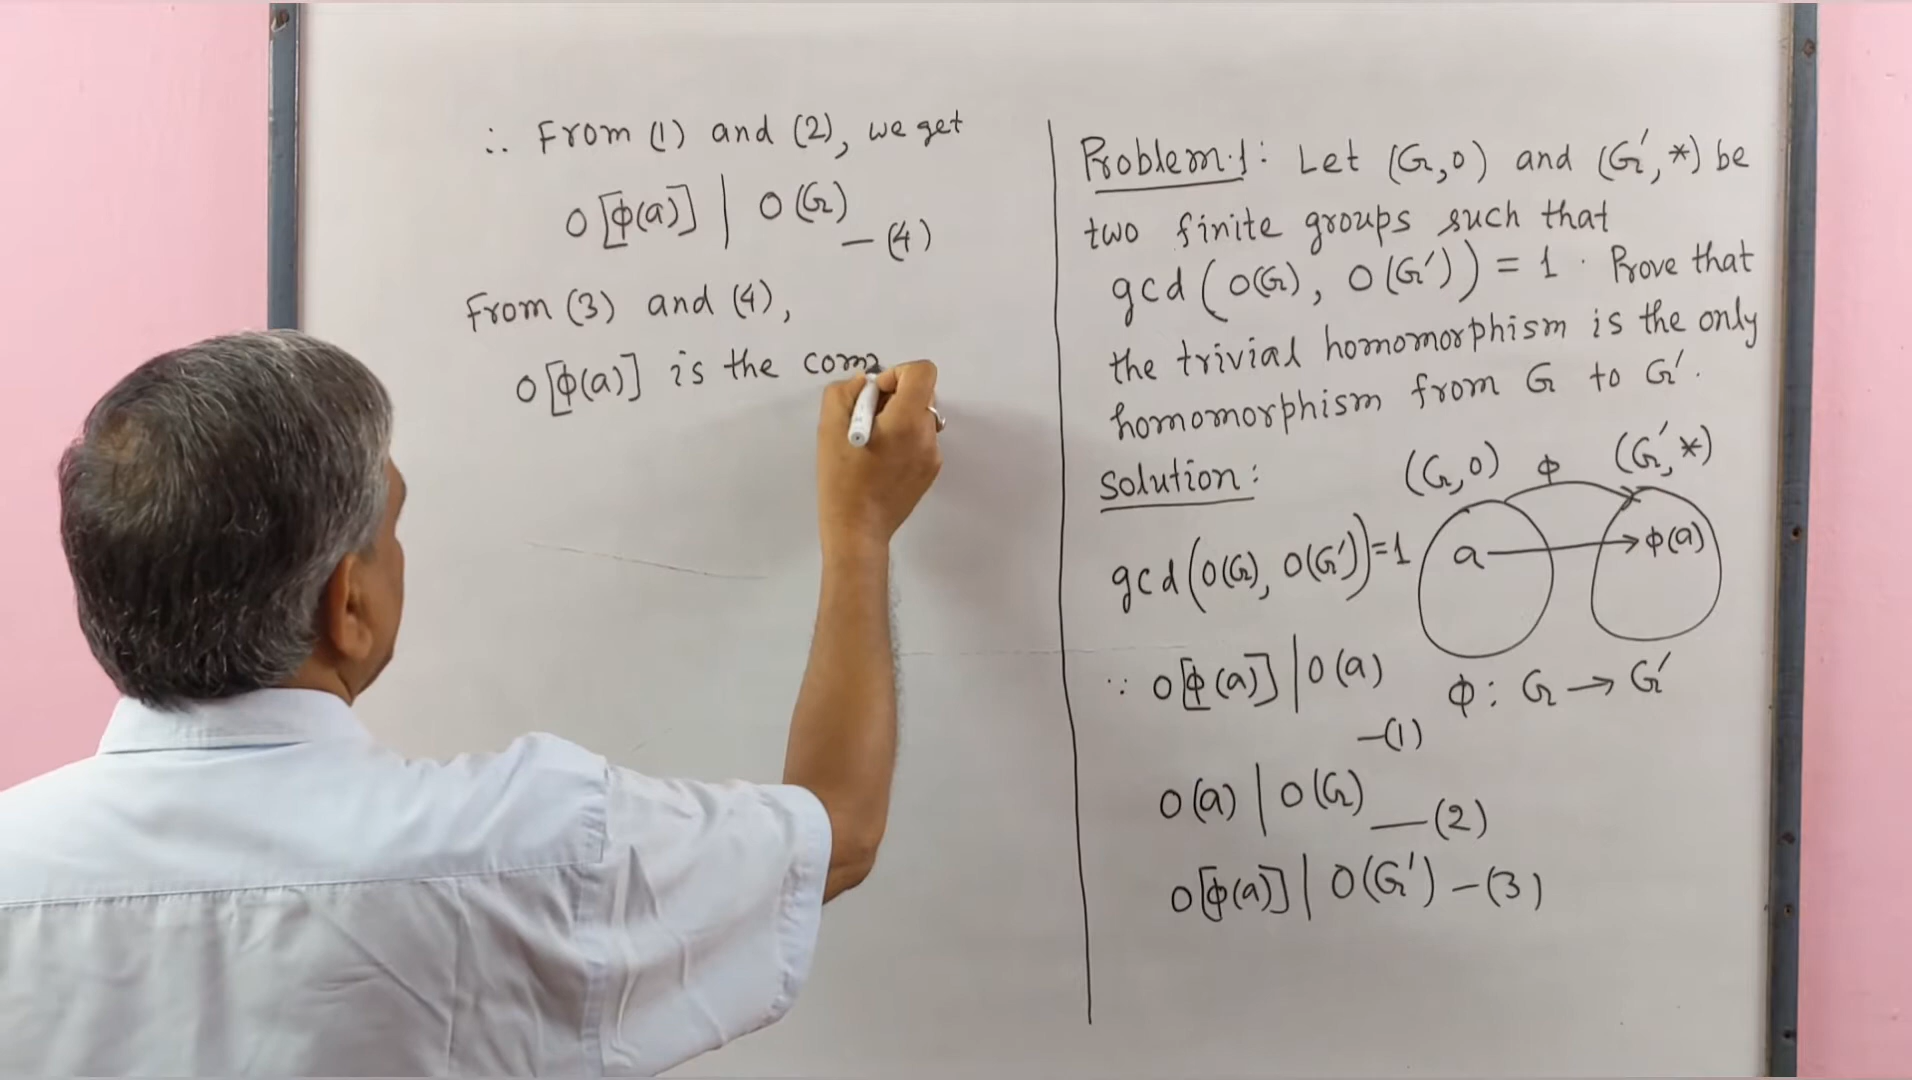 ∴ From (1) and (2), we get
O[ϕ(a)] | O(G) — (4)
From (3) and (4),
O[ϕ(a)] is the com
Problem.1: Let (G, o) and (G', *) be
two finite groups such that
gcd(O(G), O(G')) = 1. Prove that
the trivial homomorphism is the only
homomorphism from G to G'.
Solution:
(G, o) ϕ (G', *)
gcd(O(G), O(G')) = 1
a → ϕ(a)
∵ O[ϕ(a)] | O(a)
—(1)
ϕ: G → G'
O(a) | O(G) —(2)
O[ϕ(a)] | O(G') —(3)